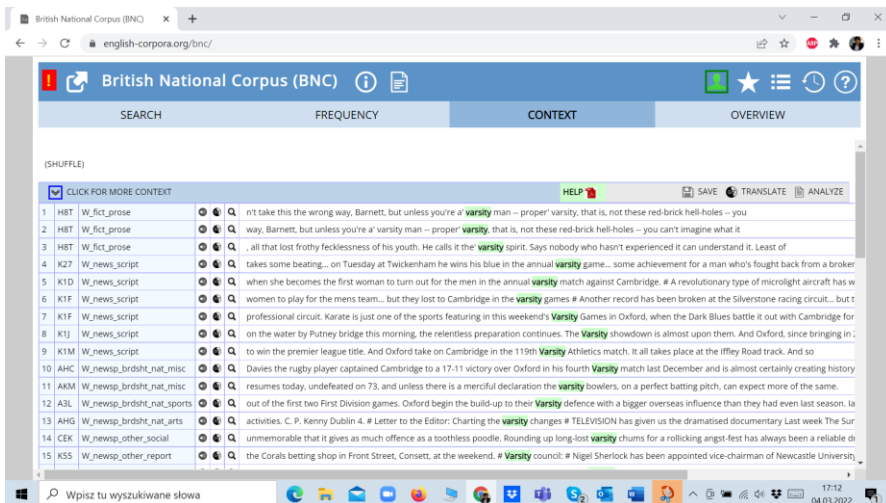 British National Corpus (BNC)
english-corpora.org/bnc/
British National Corpus (BNC)
SEARCH FREQUENCY CONTEXT OVERVIEW
(SHUFFLE)
CLICK FOR MORE CONTEXT HELP SAVE TRANSLATE ANALYZE
1 H8T W_fict_prose n't take this the wrong way, Barnett, but unless you're a' varsity man -- proper' varsity, that is, not these red-brick hell-holes -- you
2 H8T W_fict_prose way, Barnett, but unless you're a' varsity man -- proper' varsity, that is, not these red-brick hell-holes -- you can't imagine what it
3 H8T W_fict_prose , all that lost frothy fecklessness of his youth. He calls it the' varsity spirit. Says nobody who hasn't experienced it can understand it. Least of
4 K27 W_news_script takes some beating... on Tuesday at Twickenham he wins his blue in the annual varsity game... some achievement for a man who's fought back from a broken
5 K1D W_news_script when she becomes the first woman to turn out for the men in the annual varsity match against Cambridge. # A revolutionary type of microlight aircraft has w
6 K1F W_news_script women to play for the mens team... but they lost to Cambridge in the varsity games # Another record has been broken at the Silverstone racing circuit... but t
7 K1F W_news_script professional circuit. Karate is just one of the sports featuring in this weekend's Varsity Games in Oxford, when the Dark Blues battle it out with Cambridge for
8 K1J W_news_script on the water by Putney bridge this morning, the relentless preparation continues. The Varsity showdown is almost upon them. And Oxford, since bringing in
9 K1M W_news_script to win the premier league title. And Oxford take on Cambridge in the 119th Varsity Athletics match. It all takes place at the Iffley Road track. And so
10 AHC W_newsp_brdsht_nat_misc Davies the rugby player captained Cambridge to a 17-11 victory over Oxford in his fourth Varsity match last December and is almost certainly creating history
11 AKM W_newsp_brdsht_nat_misc resumes today, undefeated on 73, and unless there is a merciful declaration the varsity bowlers, on a perfect batting pitch, can expect more of the same.
12 A3L W_newsp_brdsht_nat_sports out of the first two First Division games. Oxford begin the build-up to their Varsity defence with a bigger overseas influence than they had even last season.
13 AHG W_newsp_brdsht_nat_arts activities. C. P. Kenny Dublin 4. # Letter to the Editor: Charting the varsity changes # TELEVISION has given us the dramatised documentary Last Week The Sur
14 CEK W_newsp_other_social unmemorable that it gives as much offence as a toothless poodle. Rounding up long-lost varsity chums for a rollicking angst-fest has always been a reliable
15 K55 W_newsp_other_report the Corals betting shop in Front Street, Consett, at the weekend. # Varsity council: # Nigel Sherlock has been appointed vice-chairman of Newcastle University
Wpisz tu wyszukiwane słowa
17:12
04.03.2022